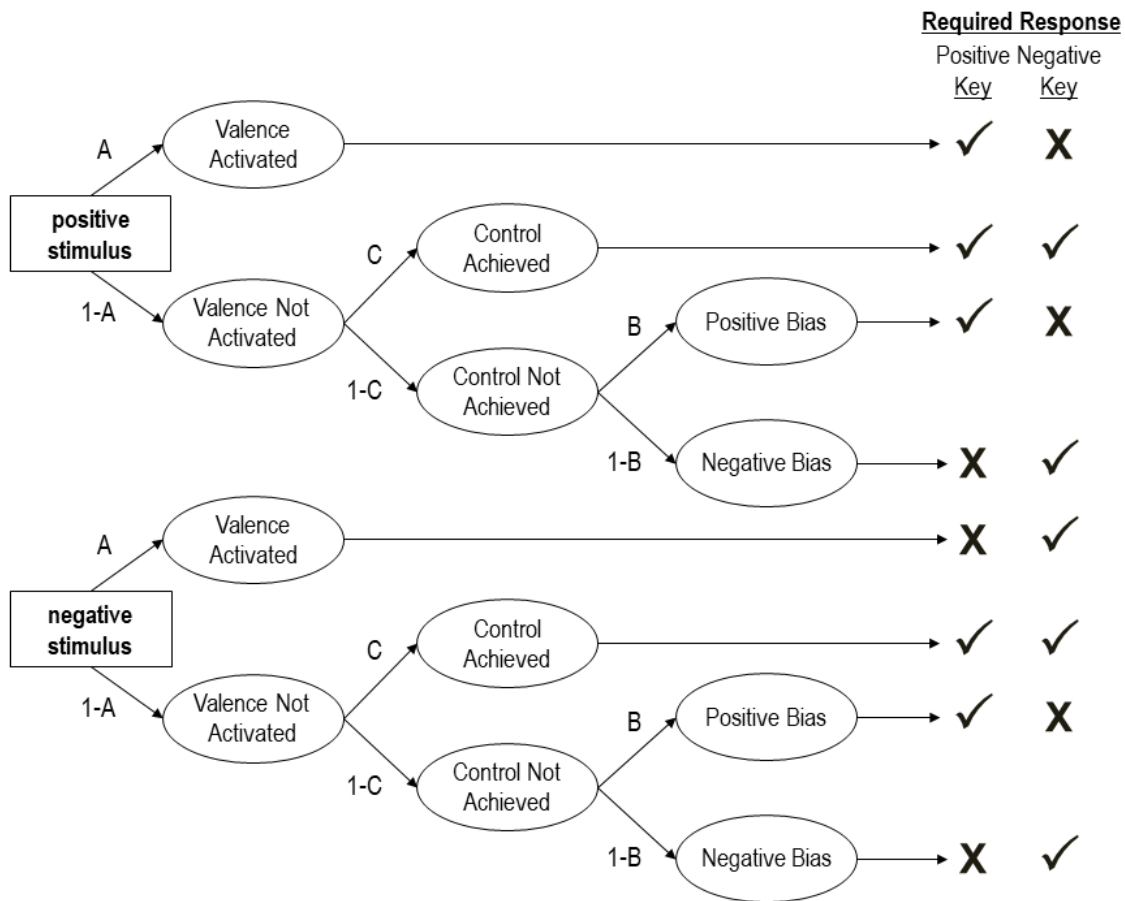 Required Response
Positive Negative
Key Key
Valence
Activated
A
✓ X
positive
stimulus
Control
Achieved
C
✓ ✓
1-A
Valence Not
Activated
B
Positive Bias
✓ X
1-C
Control Not
Achieved
1-B
Negative Bias
X ✓
Valence
Activated
A
X ✓
negative
stimulus
Control
Achieved
C
✓ ✓
1-A
Valence Not
Activated
B
Positive Bias
✓ X
1-C
Control Not
Achieved
1-B
Negative Bias
X ✓